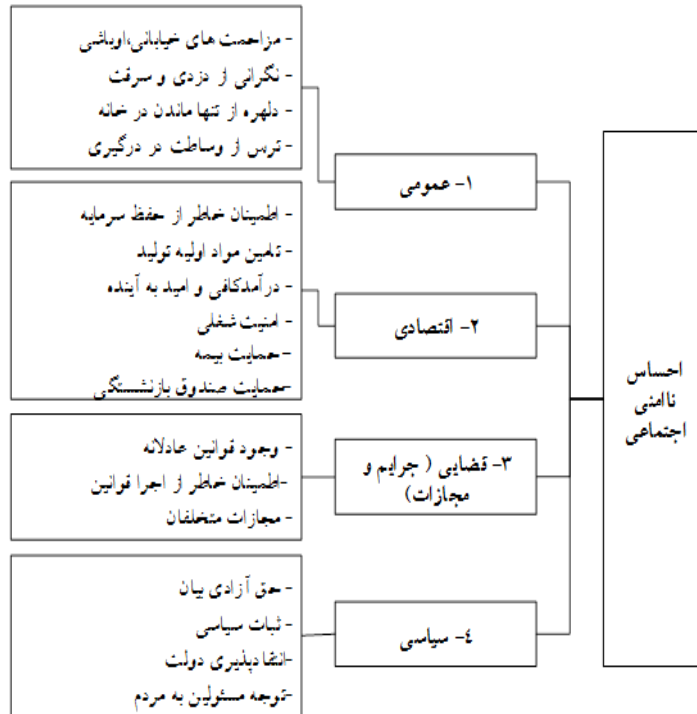 احساس
ناامنی
اجتماعی
۱- عمومی
- مزاحمت های خیابانی،اوباشی
- نگرانی از دزدی و سرقت
- دلهره از تنها ماندن در خانه
- ترس از وساطت در درگیری
۲- اقتصادی
- اطمینان خاطر از حفظ سرمایه
- تامین مواد اولیه تولید
- درآمدکافی و امید به آینده
- امنیت شغلی
-حمایت بیمه
-حمایت صندوق بازنشستگی
۳- قضایی ( جرایم و
مجازات)
- وجود قوانین عادلانه
-اطمینان خاطر از اجرا قوانین
- مجازات متخلفان
٤- سیاسی
- حق آزادی بیان
- ثبات سیاسی
-انتقادپذیری دولت
-توجه مسئولین به مردم